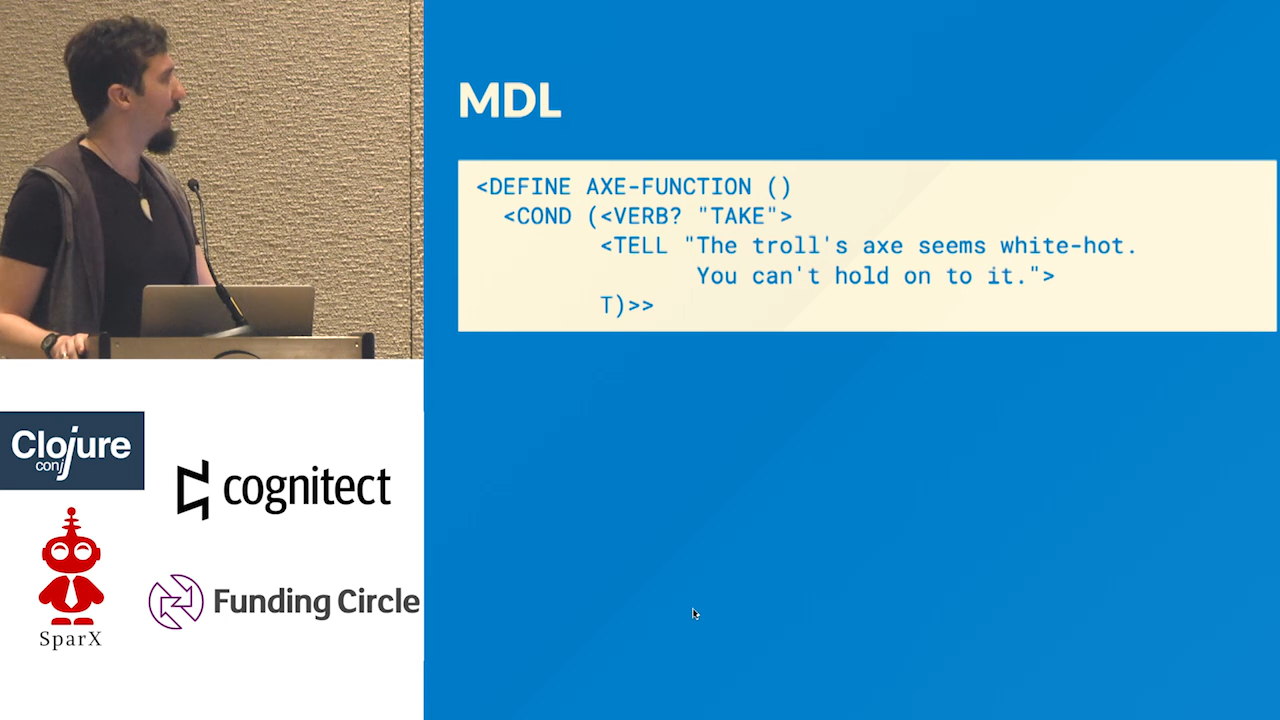 MDL
<DEFINE AXE-FUNCTION ()
<COND (<VERB? "TAKE">
<TELL "The troll's axe seems white-hot.
You can't hold on to it.">
T)>>
Clojure
conj
cognitect
SparX
Funding Circle